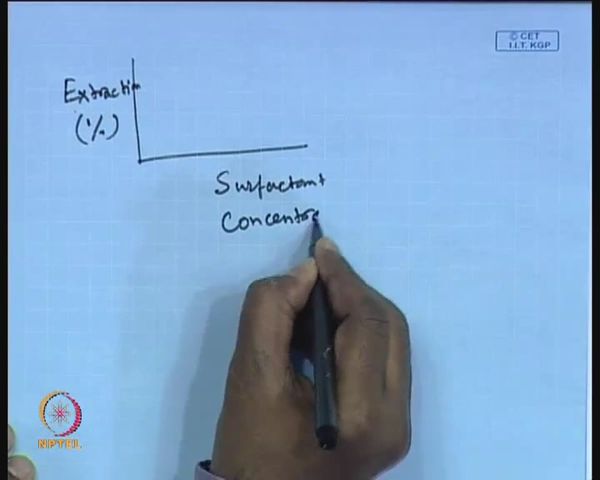 © CET
I.I.T. KGP
Extraction
(%)
Surfactant
Concentra
NPTEL